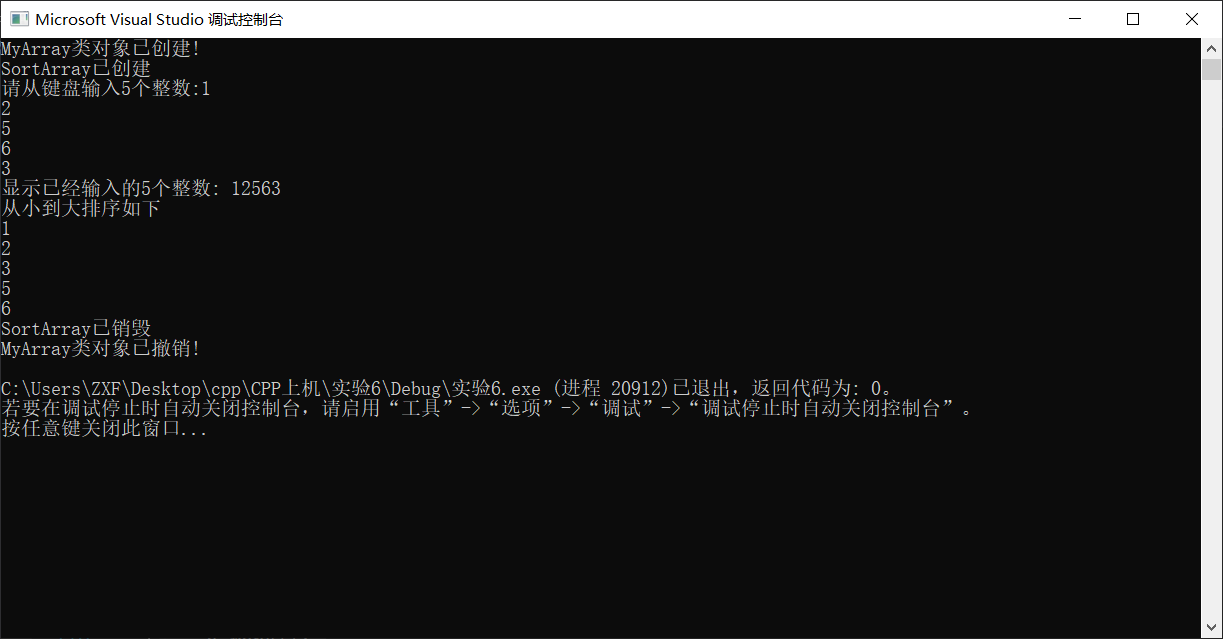 Microsoft Visual Studio 调试控制台
MyArray类对象已创建!
SortArray已创建
请从键盘输入5个整数:1
2
5
6
3
显示已经输入的5个整数: 12563
从小到大排序如下
1
2
3
5
6
SortArray已销毁
MyArray类对象已撤销!
C:\Users\ZXF\Desktop\cpp\CPP上机\实验6\Debug\实验6.exe (进程 20912)已退出，返回代码为: 0。
若要在调试停止时自动关闭控制台，请启用“工具”->“选项”->“调试”->“调试停止时自动关闭控制台”。
按任意键关闭此窗口...